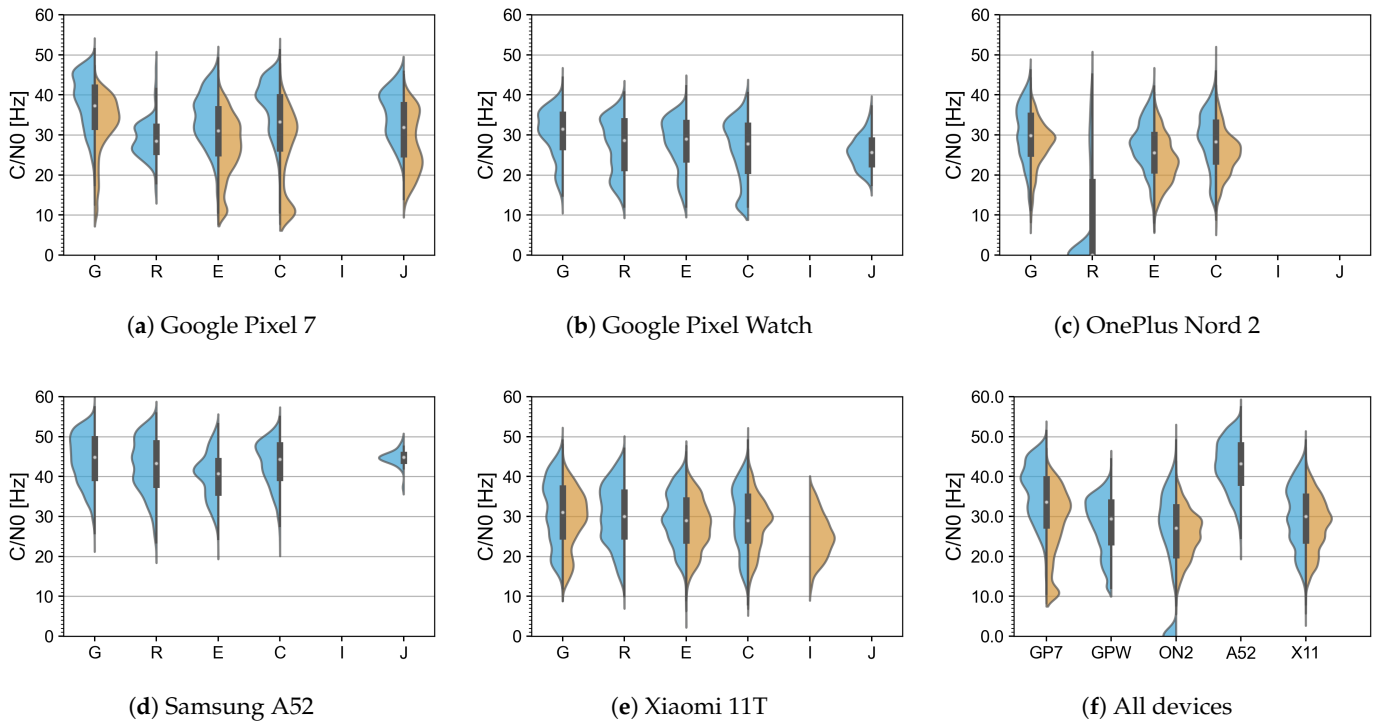 60
50
40
30
20
10
0
C/N0 [Hz]
G R E C I J
(a) Google Pixel 7
60
50
40
30
20
10
0
C/N0 [Hz]
G R E C I J
(b) Google Pixel Watch
60
50
40
30
20
10
0
C/N0 [Hz]
G R E C I J
(c) OnePlus Nord 2
60
50
40
30
20
10
0
C/N0 [Hz]
G R E C I J
(d) Samsung A52
60
50
40
30
20
10
0
C/N0 [Hz]
G R E C I J
(e) Xiaomi 11T
60.0
50.0
40.0
30.0
20.0
10.0
0.0
C/N0 [Hz]
GP7 GPW ON2 A52 X11
(f) All devices